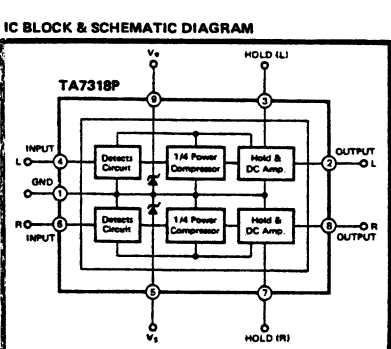 IC BLOCK & SCHEMATIC DIAGRAM
V+
HOLD (L)
TA7318P
9
3
INPUT
L
4
Detects
Circuit
1/4 Power
Compressor
Hold &
DC Amp.
2
OUTPUT
L
GND
1
R
6
INPUT
Detects
Circuit
1/4 Power
Compressor
Hold &
DC Amp.
8
R
OUTPUT
5
7
Vs
HOLD (R)